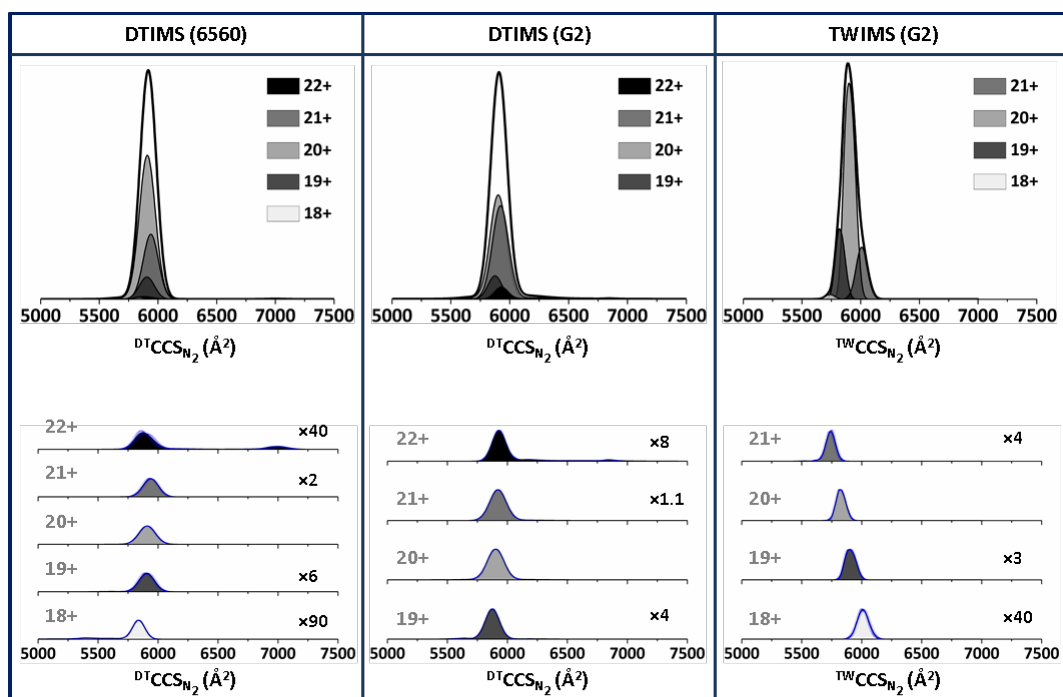 DTIMS (6560) DTIMS (G2) TWIMS (G2)
22+
21+
20+
19+
18+
5000 5500 6000 6500 7000 7500
DTCCSN2 (Å2)
22+
21+
20+
19+
5000 5500 6000 6500 7000 7500
DTCCSN2 (Å2)
21+
20+
19+
18+
5000 5500 6000 6500 7000 7500
TWCCSN2 (Å2)
22+ ×40
21+ ×2
20+
19+ ×6
18+ ×90
5000 5500 6000 6500 7000 7500
DTCCSN2 (Å2)
22+ ×8
21+ ×1.1
20+
19+ ×4
5000 5500 6000 6500 7000 7500
DTCCSN2 (Å2)
21+ ×4
20+
19+ ×3
18+ ×40
5000 5500 6000 6500 7000 7500
TWCCSN2 (Å2)